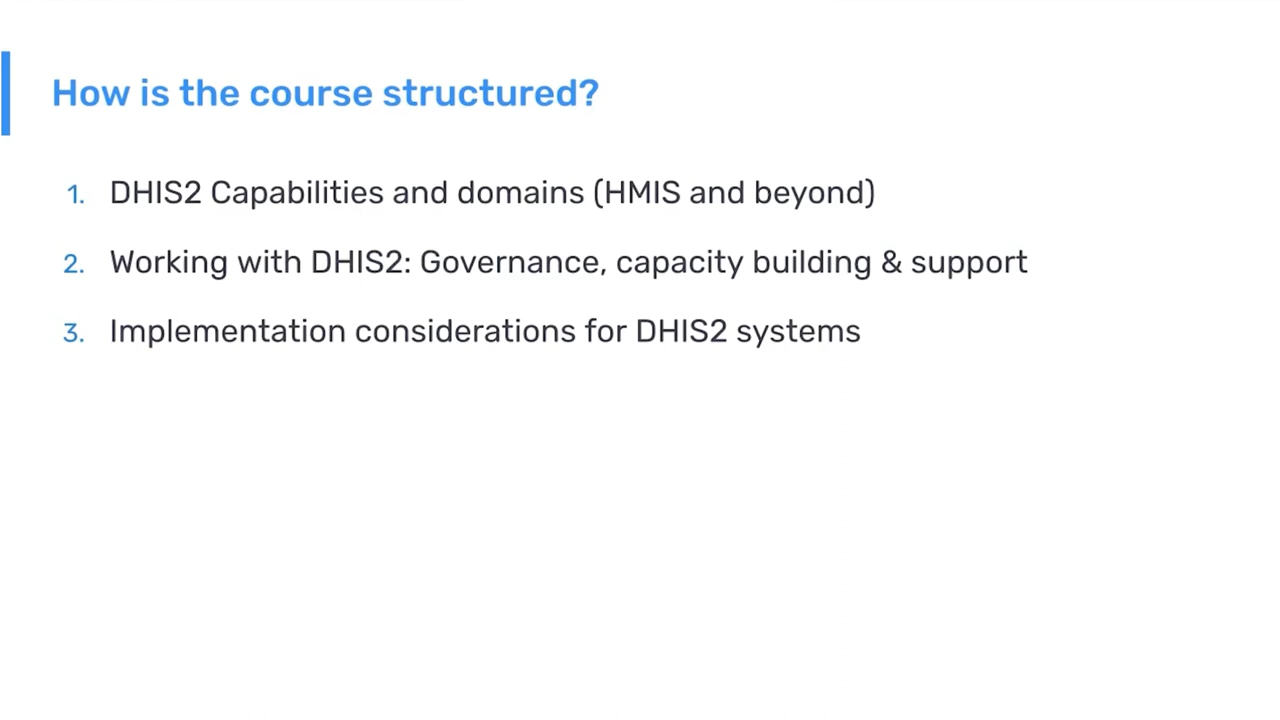 How is the course structured?
1. DHIS2 Capabilities and domains (HMIS and beyond)
2. Working with DHIS2: Governance, capacity building & support
3. Implementation considerations for DHIS2 systems